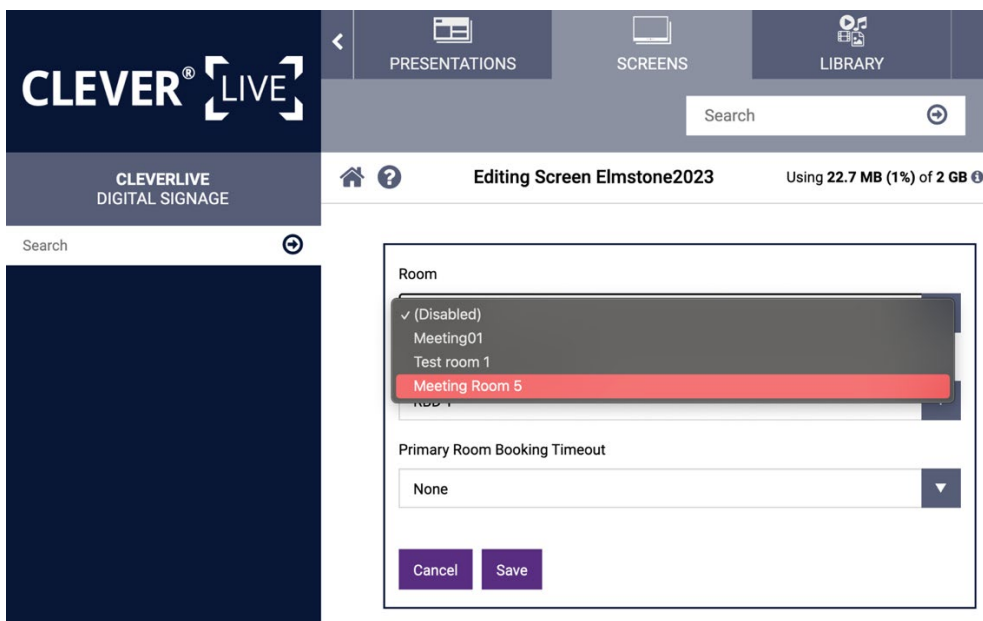 CLEVER® LIVE
PRESENTATIONS
SCREENS
LIBRARY
Search
CLEVERLIVE
DIGITAL SIGNAGE
Editing Screen Elmstone2023
Using 22.7 MB (1%) of 2 GB
Search
Room
✓ (Disabled)
Meeting01
Test room 1
Meeting Room 5
Primary Room Booking Timeout
None
Cancel
Save